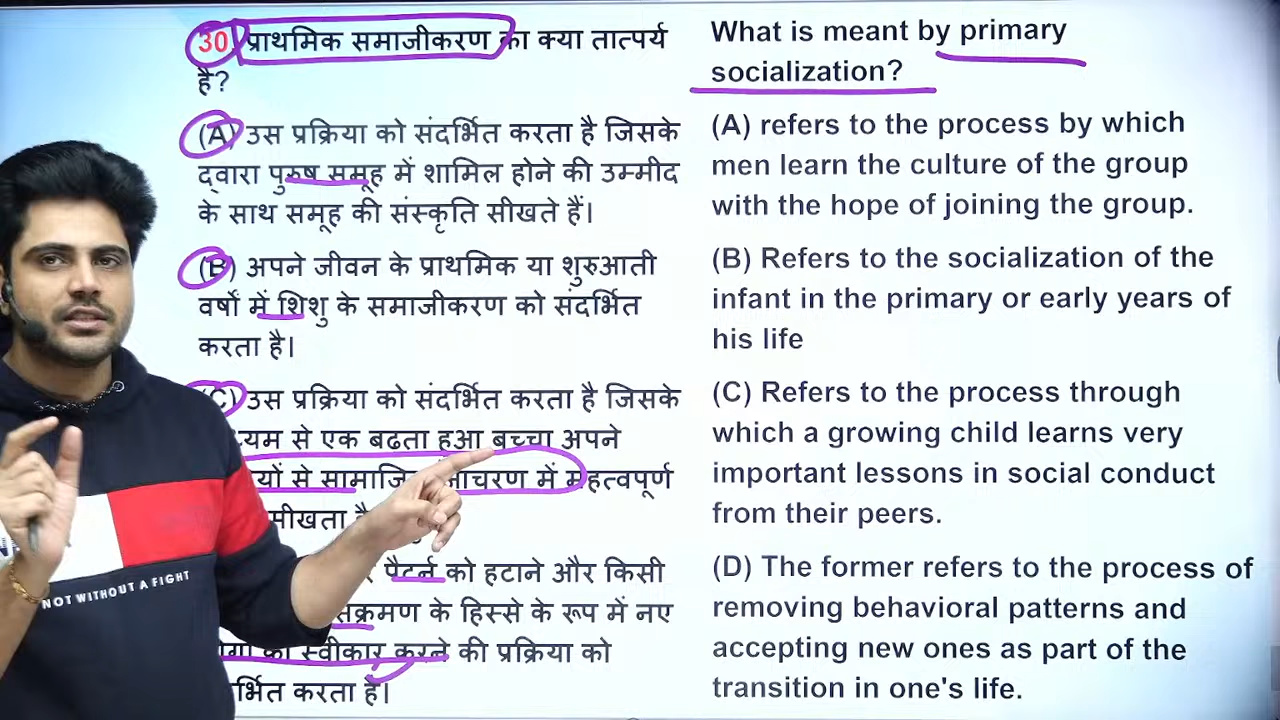 30 प्राथमिक समाजीकरण का क्या तात्पर्य
है?
(A) उस प्रक्रिया को संदर्भित करता है जिसके
द्वारा पुरुष समूह में शामिल होने की उम्मीद
के साथ समूह की संस्कृति सीखते हैं।
(B) अपने जीवन के प्राथमिक या शुरुआती
वर्षों में शिशु के समाजीकरण को संदर्भित
करता है।
(C) उस प्रक्रिया को संदर्भित करता है जिसके
से एक बढता हुआ बच्चा अपने
से में महत्वपूर्ण
सीखता
पैटर्न को हटाने और किसी
के हिस्से के रूप में नए
स्वीकार करने की प्रक्रिया को
करता है।
What is meant by primary
socialization?
(A) refers to the process by which
men learn the culture of the group
with the hope of joining the group.
(B) Refers to the socialization of the
infant in the primary or early years of
his life
(C) Refers to the process through
which a growing child learns very
important lessons in social conduct
from their peers.
(D) The former refers to the process of
removing behavioral patterns and
accepting new ones as part of the
transition in one's life.
NOT WITHOUT A FIGHT